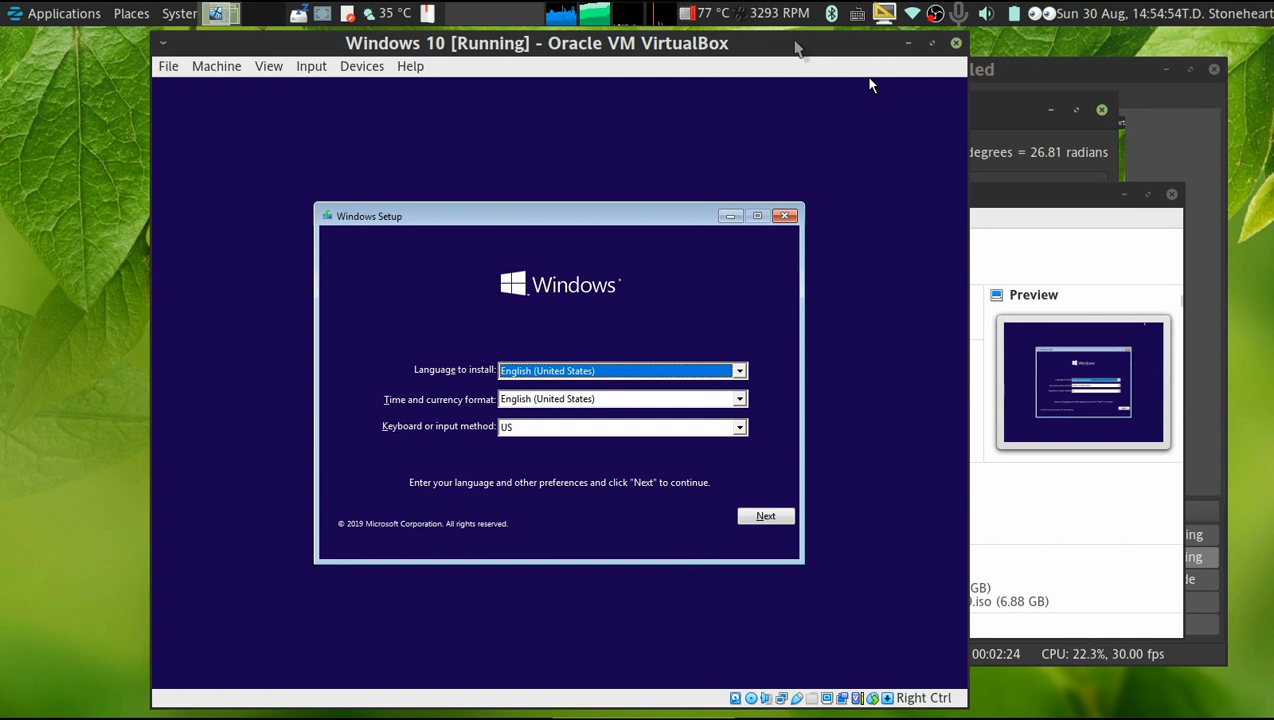 Applications Places System 35 °C 77 °C 3293 RPM Sun 30 Aug, 14:54:54 T.D. Stoneheart
Windows 10 [Running] - Oracle VM VirtualBox
File Machine View Input Devices Help
led
degrees = 26.81 radians
Windows Setup
Windows
Preview
Language to install: English (United States)
Time and currency format: English (United States)
Keyboard or input method: US
Enter your language and other preferences and click "Next" to continue.
Next
© 2019 Microsoft Corporation. All rights reserved.
ing
ing
de
GB)
9.iso (6.88 GB)
00:02:24 CPU: 22.3%, 30.00 fps
Right Ctrl